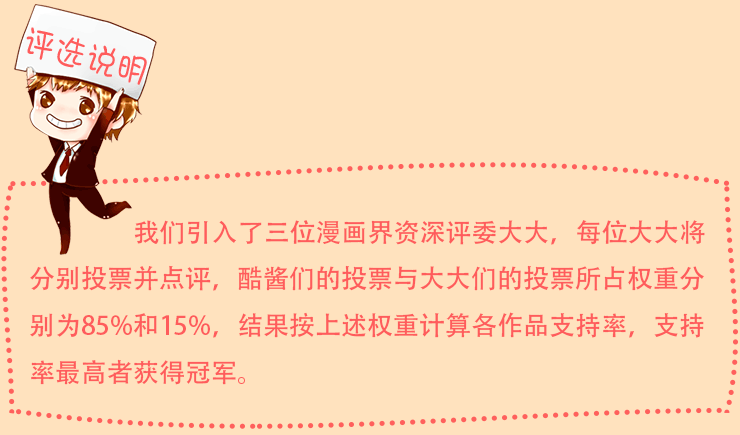 评选说明
我们引入了三位漫画界资深评委大大，每位大大将
分别投票并点评，酷酱们的投票与大大们的投票所占权重分
别为85%和15%，结果按上述权重计算各作品支持率，支持
率最高者获得冠军。